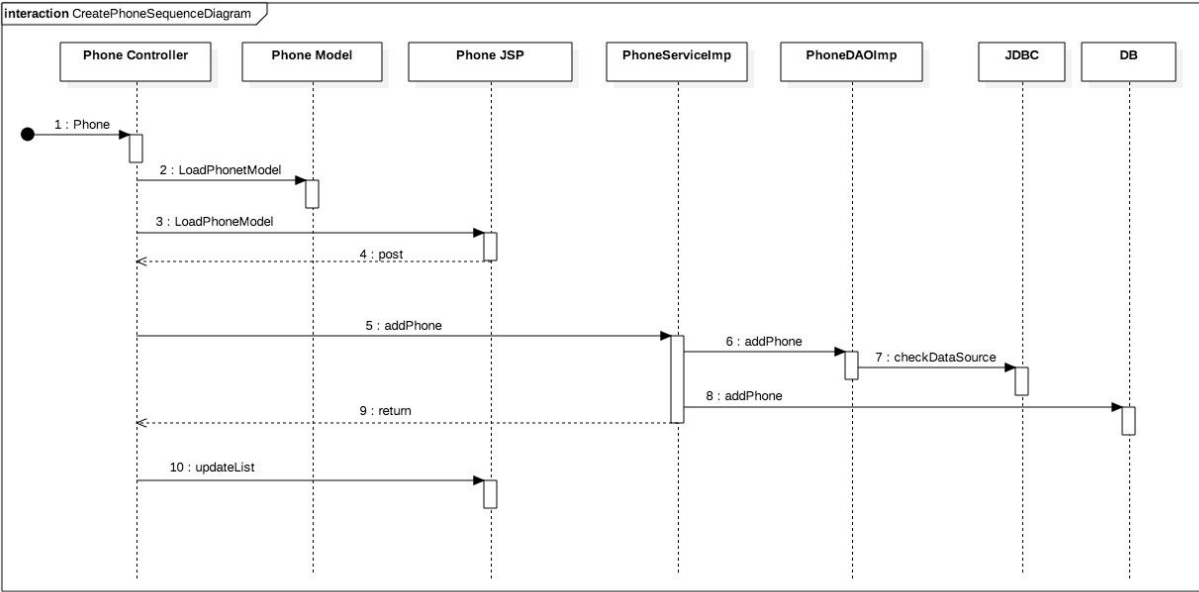 interaction CreatePhoneSequenceDiagram
Phone Controller
Phone Model
Phone JSP
PhoneServiceImp
PhoneDAOImp
JDBC
DB
1 : Phone
2 : LoadPhonetModel
3 : LoadPhoneModel
4 : post
5 : addPhone
6 : addPhone
7 : checkDataSource
8 : addPhone
9 : return
10 : updateList